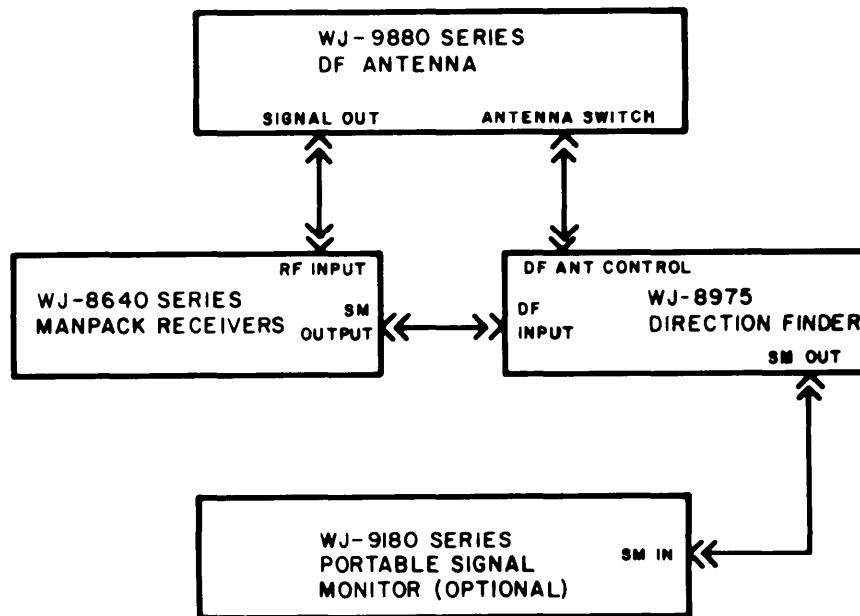 WJ-9880 SERIES
DF ANTENNA
SIGNAL OUT
ANTENNA SWITCH
RF INPUT
WJ-8640 SERIES
MANPACK RECEIVERS
SM
OUTPUT
DF ANT CONTROL
DF
INPUT
WJ-8975
DIRECTION FINDER
SM OUT
WJ-9180 SERIES
PORTABLE SIGNAL
MONITOR (OPTIONAL)
SM IN